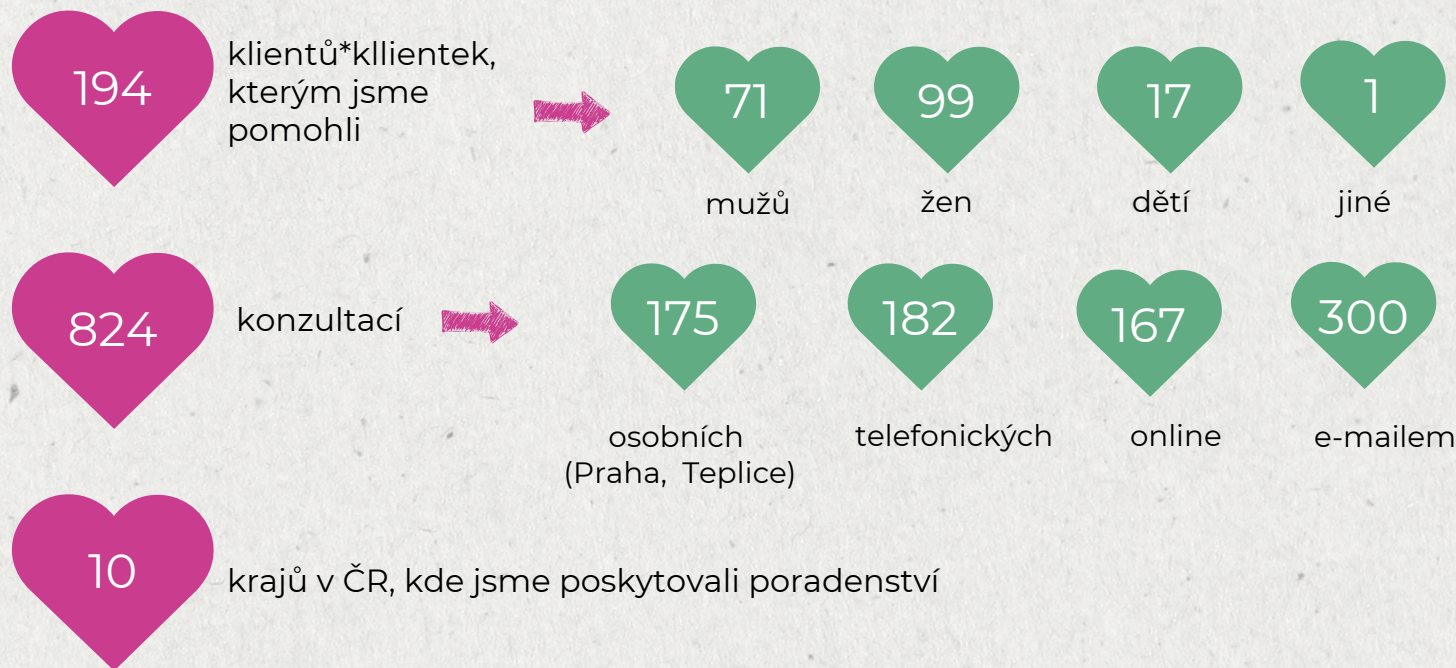 194
klientů*kllientek,
kterým jsme
pomohli
71
99
17
1
mužů
žen
dětí
jiné
824
konzultací
175
182
167
300
osobních
(Praha, Teplice)
telefonických
online
e-mailem
10
krajů v ČR, kde jsme poskytovali poradenství